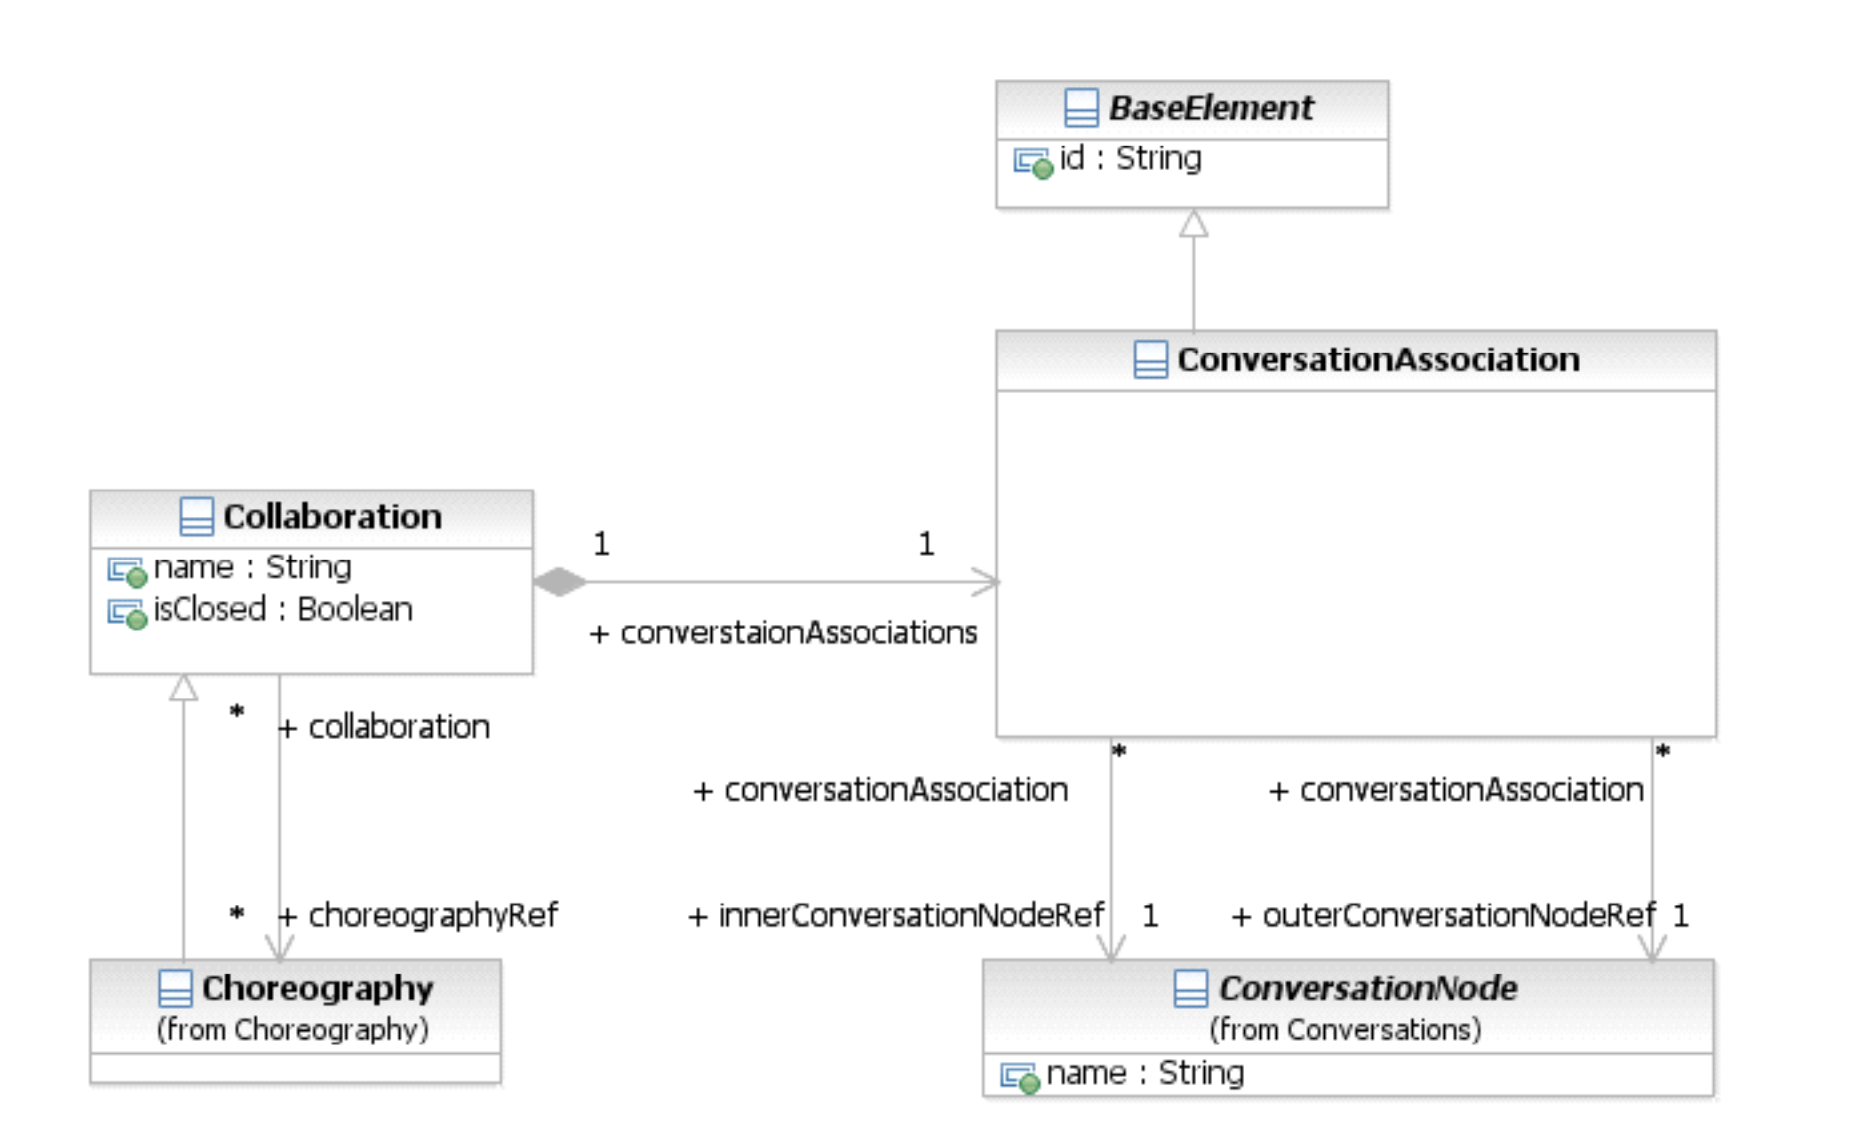 BaseElement
id : String
ConversationAssociation
Collaboration
name : String
isClosed : Boolean
1
1
+ converstaionAssociations
*
+ collaboration
*
+ choreographyRef
Choreography
(from Choreography)
*
+ conversationAssociation
*
+ conversationAssociation
+ innerConversationNodeRef
1
+ outerConversationNodeRef
1
ConversationNode
(from Conversations)
name : String